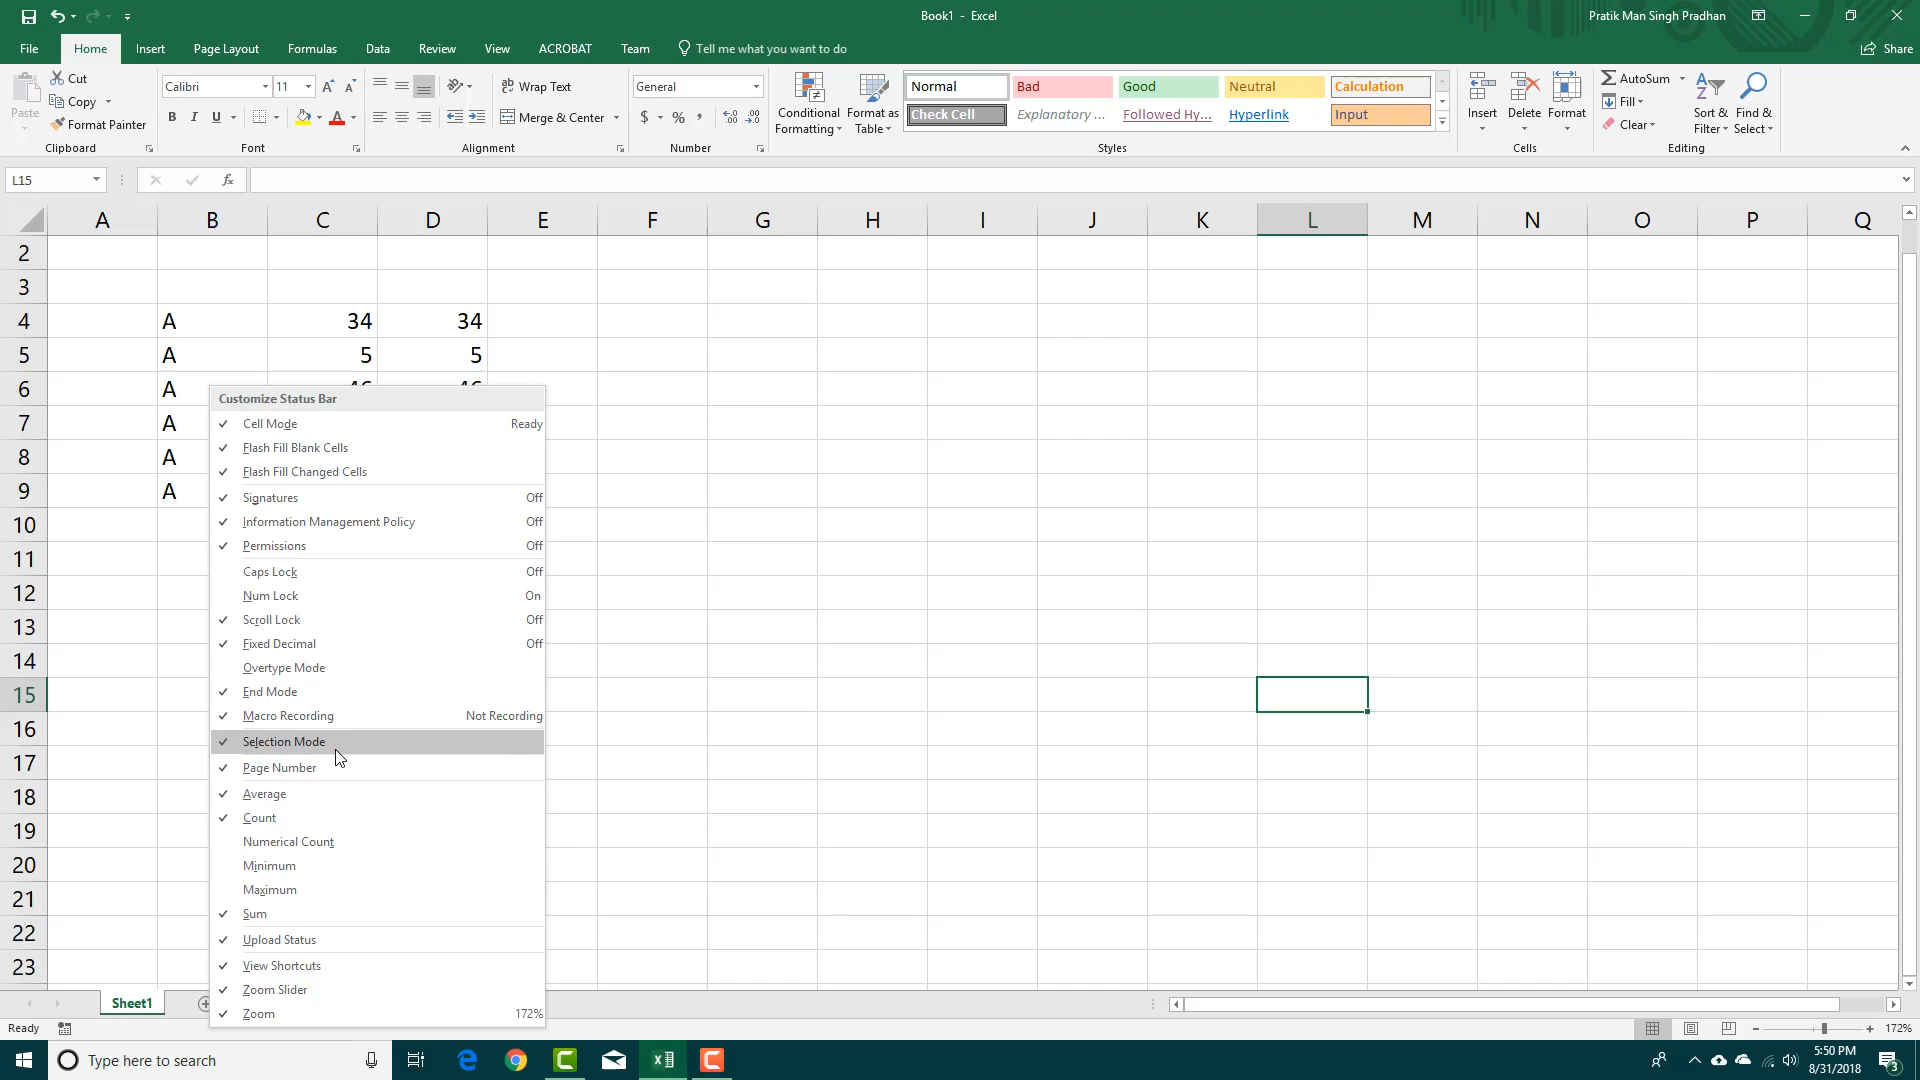 Book1 - Excel
Pratik Man Singh Pradhan
File Home Insert Page Layout Formulas Data Review View ACROBAT Team Tell me what you want to do Share
Paste
Cut
Copy
Format Painter
Clipboard
Calibri 11
B I U
Font
Wrap Text
Merge & Center
Alignment
General
$ % ,
Number
Conditional Formatting
Format as Table
Normal Bad Good Neutral Calculation
Check Cell Explanatory ... Followed Hy... Hyperlink Input
Styles
Insert Delete Format
Cells
AutoSum
Fill
Clear
Sort & Filter
Find & Select
Editing
L15
fx
A B C D E F G H I J K L M N O P Q
2
3
4 A 34 34
5 A 5 5
6 A 46 46
7 A
8 A
9 A
10
11
12
13
14
15
16
17
18
19
20
21
22
23
Customize Status Bar
Cell Mode Ready
Flash Fill Blank Cells
Flash Fill Changed Cells
Signatures Off
Information Management Policy Off
Permissions Off
Caps Lock Off
Num Lock On
Scroll Lock Off
Fixed Decimal Off
Overtype Mode
End Mode
Macro Recording Not Recording
Selection Mode
Page Number
Average
Count
Numerical Count
Minimum
Maximum
Sum
Upload Status
View Shortcuts
Zoom Slider
Zoom 172%
Sheet1
Ready
172%
Type here to search
5:50 PM
8/31/2018
3